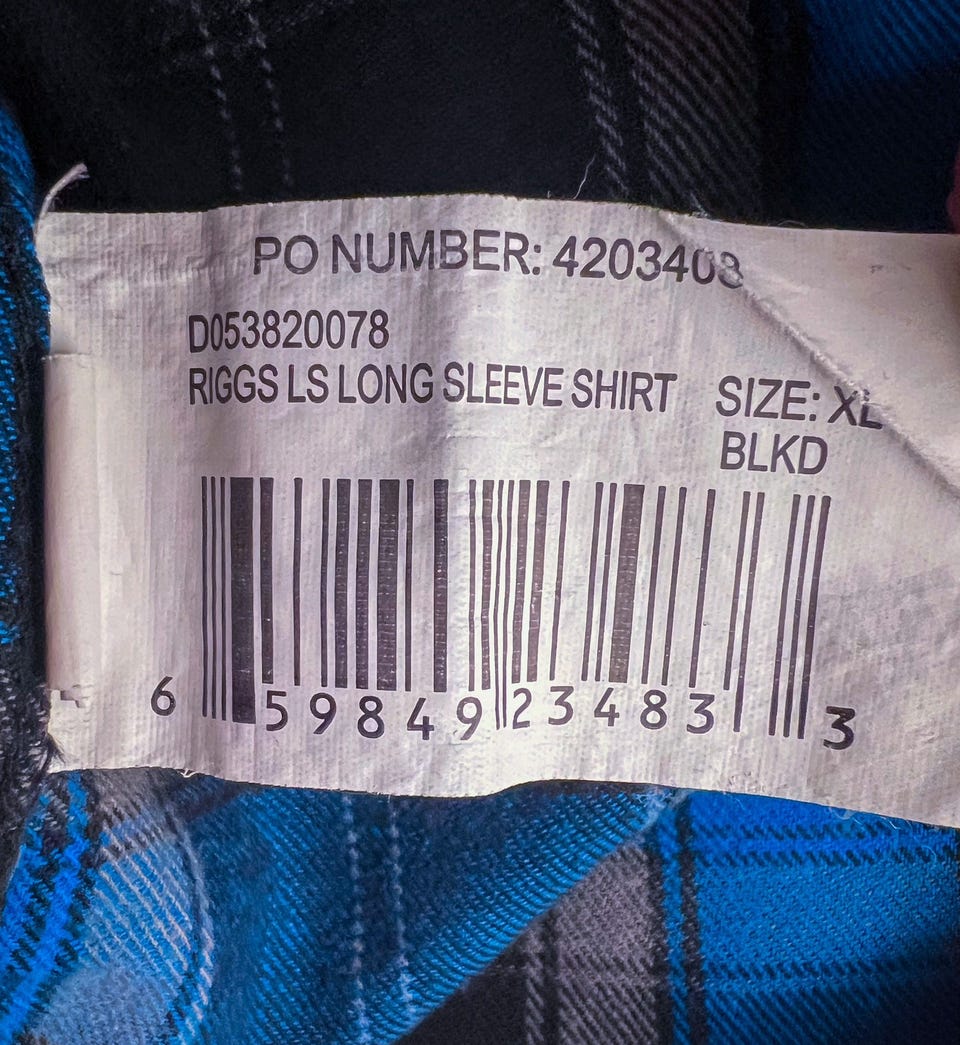 PO NUMBER: 4203408
D053820078
RIGGS LS LONG SLEEVE SHIRT SIZE: XL
BLKD
6 59849 23483 3